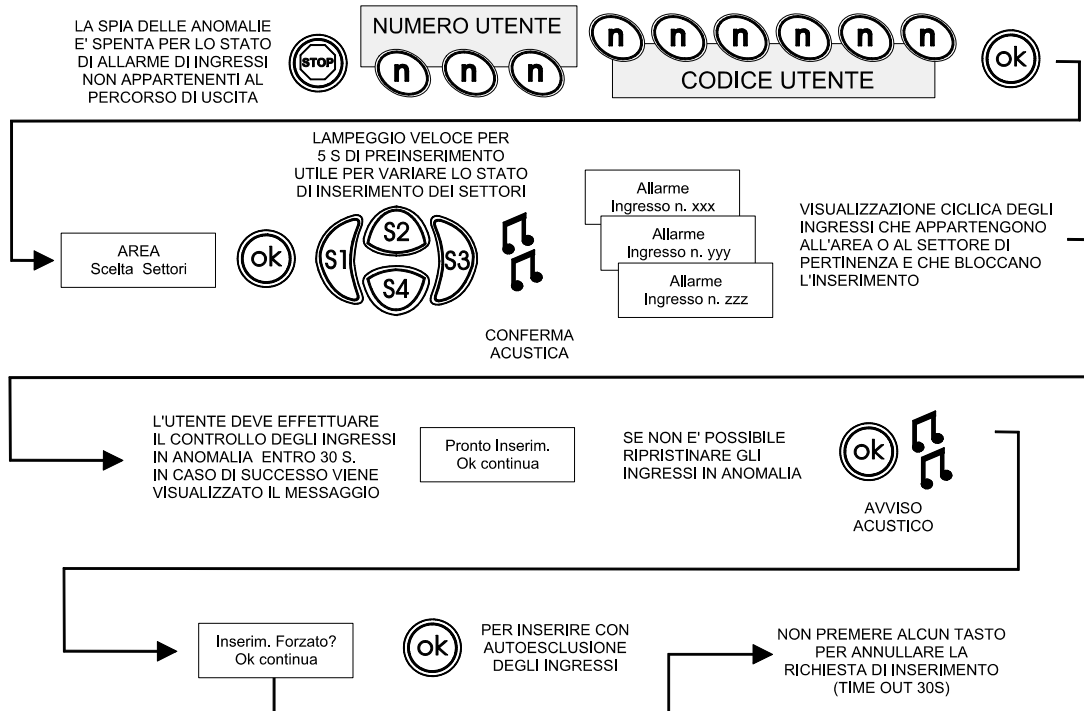 LA SPIA DELLE ANOMALIE
E' SPENTA PER LO STATO
DI ALLARME DI INGRESSI
NON APPARTENENTI AL
PERCORSO DI USCITA
STOP
NUMERO UTENTE
n n n
n n n n n n
CODICE UTENTE
ok
AREA
Scelta Settori
ok
LAMPEGGIO VELOCE PER
5 S DI PREINSERIMENTO
UTILE PER VARIARE LO STATO
DI INSERIMENTO DEI SETTORI
S1
S2
S3
S4
CONFERMA
ACUSTICA
Allarme
Ingresso n. xxx
Allarme
Ingresso n. yyy
Allarme
Ingresso n. zzz
VISUALIZZAZIONE CICLICA DEGLI
INGRESSI CHE APPARTENGONO
ALL'AREA O AL SETTORE DI
PERTINENZA E CHE BLOCCANO
L'INSERIMENTO
L'UTENTE DEVE EFFETTUARE
IL CONTROLLO DEGLI INGRESSI
IN ANOMALIA ENTRO 30 S.
IN CASO DI SUCCESSO VIENE
VISUALIZZATO IL MESSAGGIO
Pronto Inserim.
Ok continua
SE NON E' POSSIBILE
RIPRISTINARE GLI
INGRESSI IN ANOMALIA
ok
AVVISO
ACUSTICO
Inserim. Forzato?
Ok continua
ok
PER INSERIRE CON
AUTOESCLUSIONE
DEGLI INGRESSI
NON PREMERE ALCUN TASTO
PER ANNULLARE LA
RICHIESTA DI INSERIMENTO
(TIME OUT 30S)